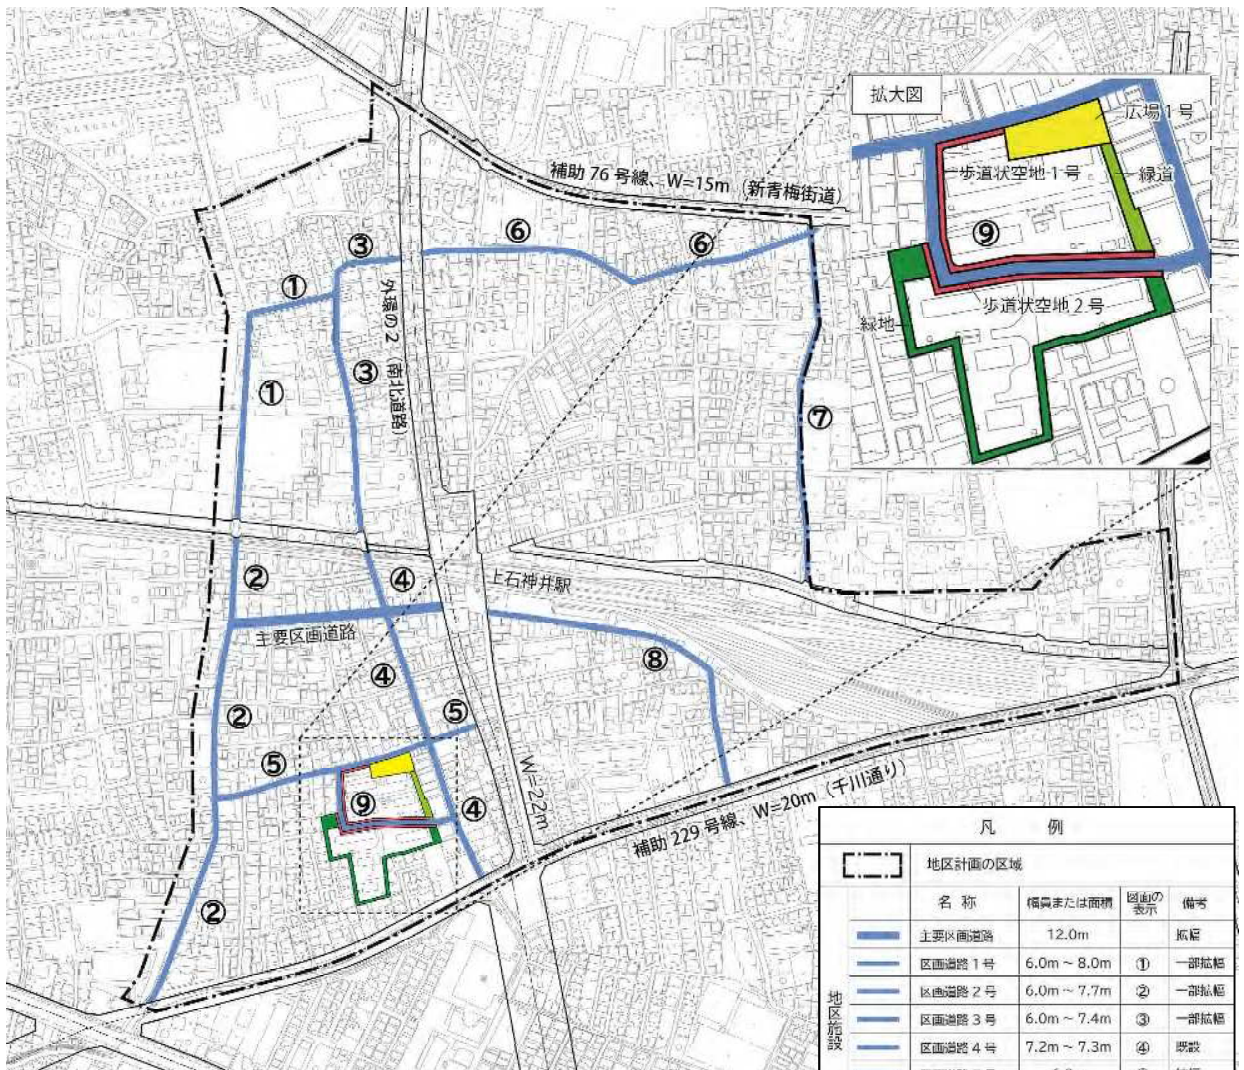 拡大図
広場1号
歩道状空地1号
緑道
⑨
歩道状空地2号
緑地
補助76号線、W=15m(新青梅街道)
⑥
⑥
③
①
外環の2(南北道路)
③
①
⑦
②
④
上石神井駅
主要区画道路
④
⑧
②
⑤
⑤
⑨
④
W=22m
補助229号線、W=20m(千川通り)
②
凡 例
地区計画の区域
名 称 幅員または面積 図面の表示 備考
地区施設
主要区画道路 12.0m 拡幅
区画道路1号 6.0m~8.0m ① 一部拡幅
区画道路2号 6.0m~7.7m ② 一部拡幅
区画道路3号 6.0m~7.4m ③ 一部拡幅
区画道路4号 7.2m~7.3m ④ 既設